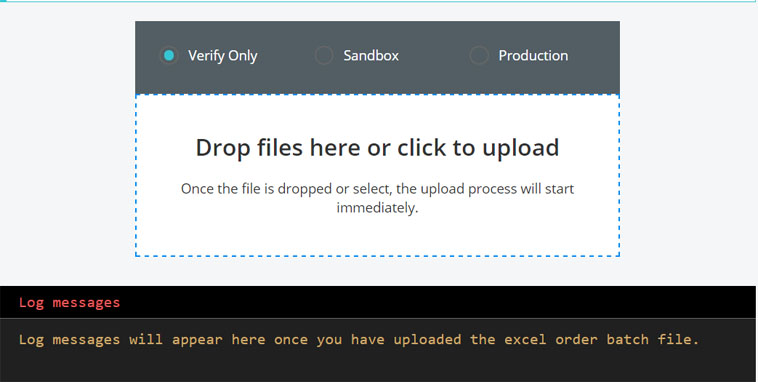 Verify Only Sandbox Production
Drop files here or click to upload
Once the file is dropped or select, the upload process will start
immediately.
Log messages
Log messages will appear here once you have uploaded the excel order batch file.